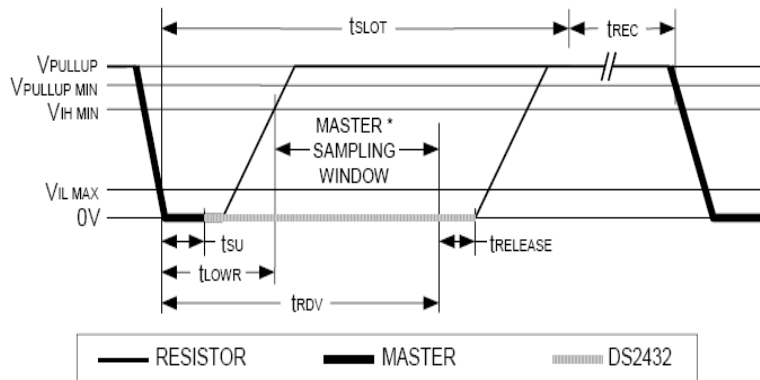 tSLOT
tREC
VPULLUP
VPULLUP MIN
VIH MIN
MASTER *
SAMPLING
WINDOW
VIL MAX
0V
tSU
tRELEASE
tLOWR
tRDV
RESISTOR MASTER DS2432